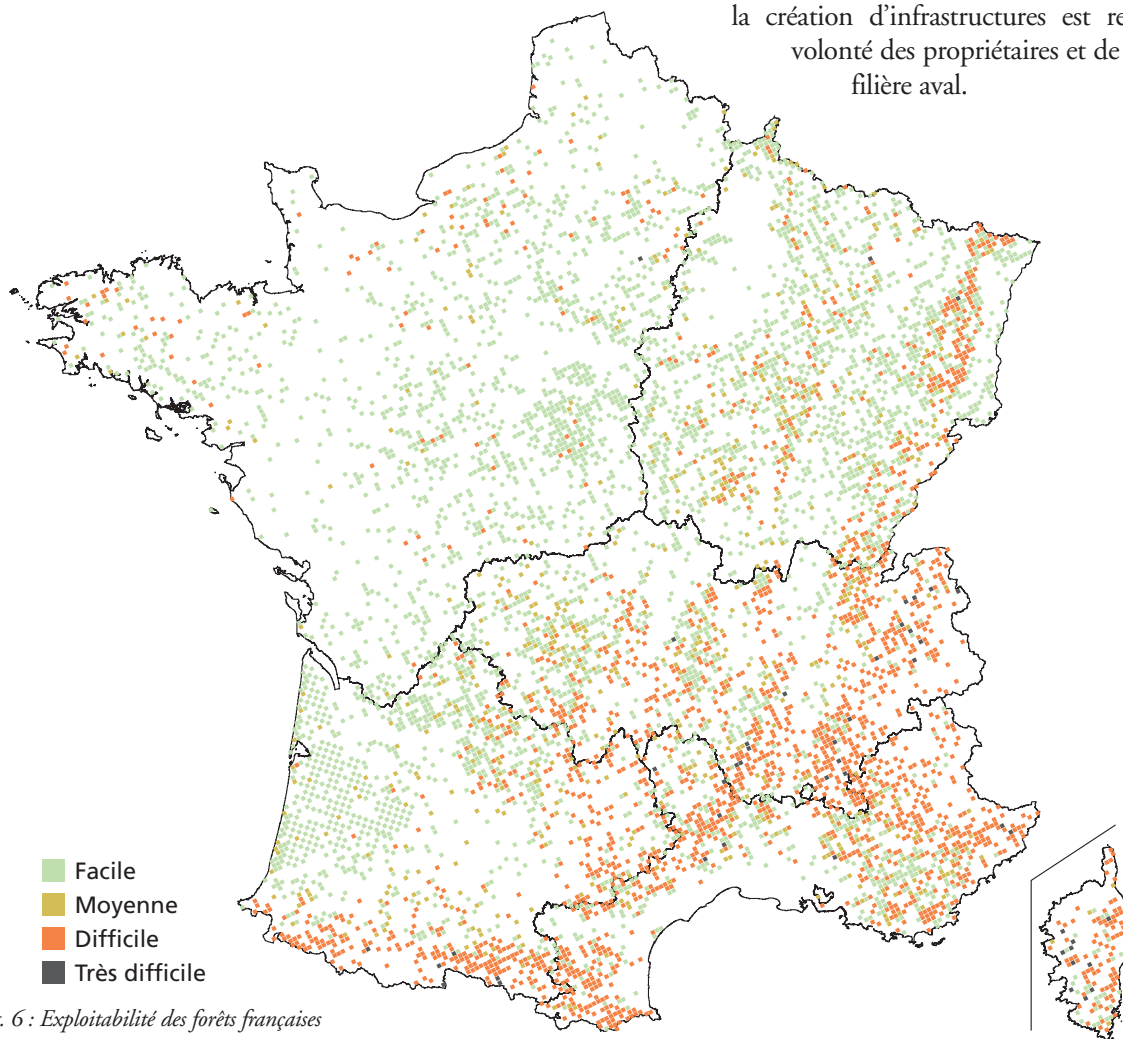 la création d’infrastructures est re
volonté des propriétaires et de
filière aval.
Facile
Moyenne
Difficile
Très difficile
. 6 : Exploitabilité des forêts françaises